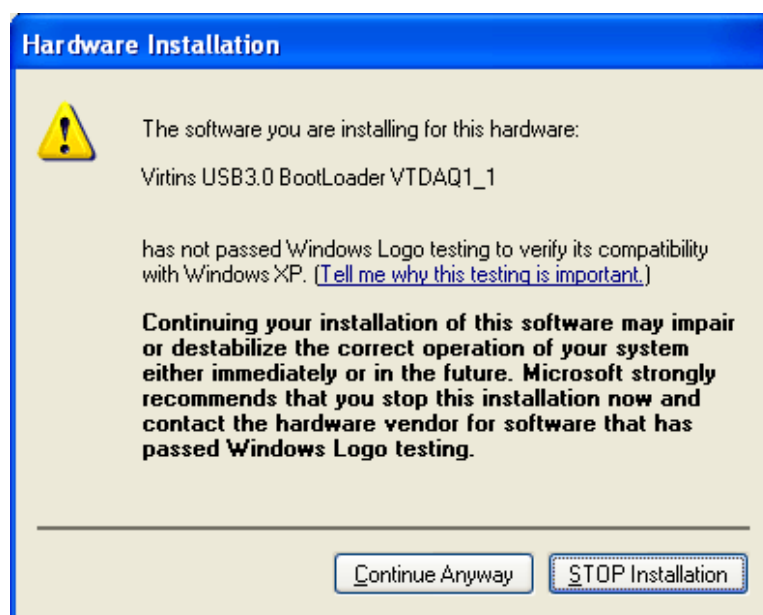 Hardware Installation
The software you are installing for this hardware:
Virtins USB3.0 BootLoader VTDAQ1_1
has not passed Windows Logo testing to verify its compatibility
with Windows XP. (Tell me why this testing is important.)
Continuing your installation of this software may impair
or destabilize the correct operation of your system
either immediately or in the future. Microsoft strongly
recommends that you stop this installation now and
contact the hardware vendor for software that has
passed Windows Logo testing.
Continue Anyway
STOP Installation